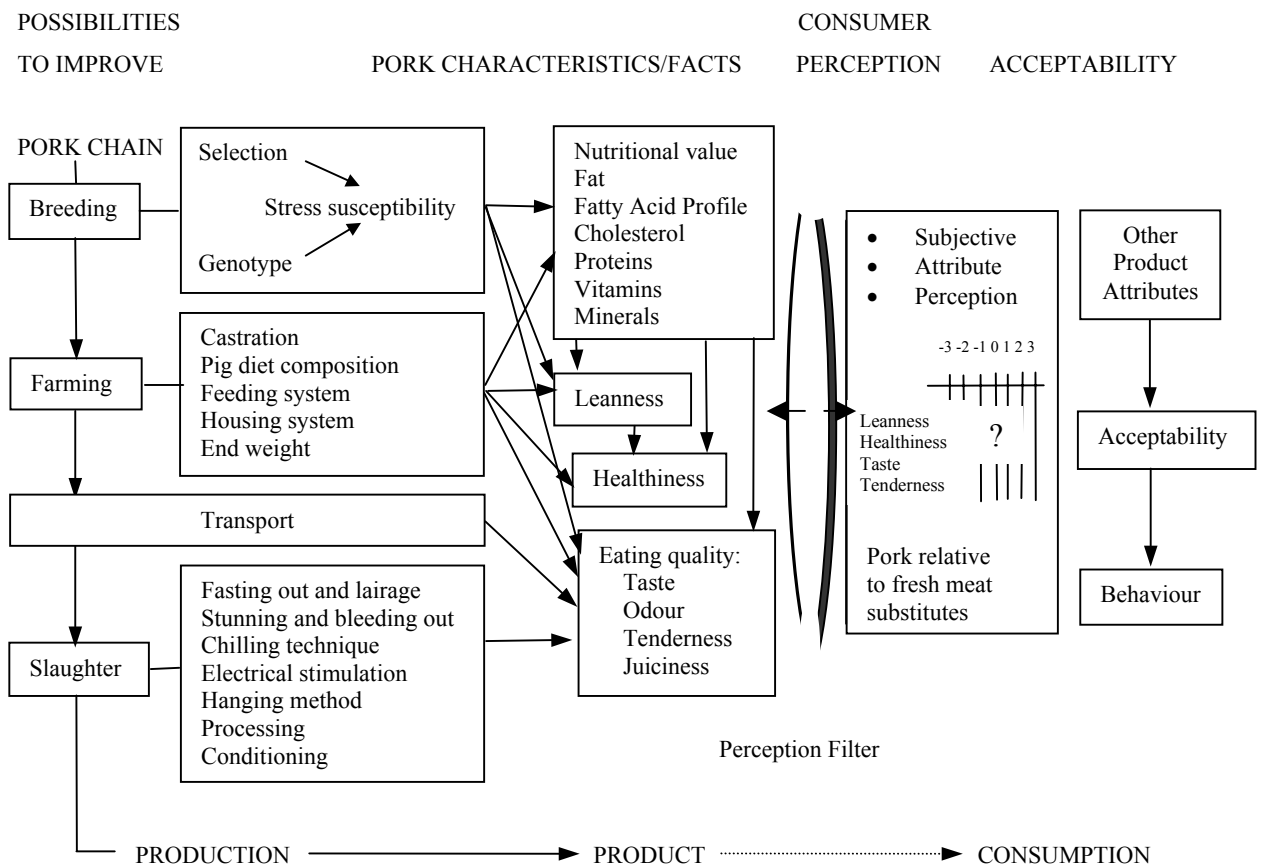 POSSIBILITIES
TO IMPROVE
PORK CHARACTERISTICS/FACTS
CONSUMER
PERCEPTION
ACCEPTABILITY
PORK CHAIN
Breeding
Selection
Stress susceptibility
Genotype
Farming
Castration
Pig diet composition
Feeding system
Housing system
End weight
Transport
Slaughter
Fasting out and lairage
Stunning and bleeding out
Chilling technique
Electrical stimulation
Hanging method
Processing
Conditioning
Nutritional value
Fat
Fatty Acid Profile
Cholesterol
Proteins
Vitamins
Minerals
Leanness
Healthiness
Eating quality:
Taste
Odour
Tenderness
Juiciness
Perception Filter
• Subjective
• Attribute
• Perception
-3 -2 -1 0 1 2 3
Leanness
Healthiness
Taste
Tenderness
?
Pork relative
to fresh meat
substitutes
Other
Product
Attributes
Acceptability
Behaviour
PRODUCTION
PRODUCT
CONSUMPTION